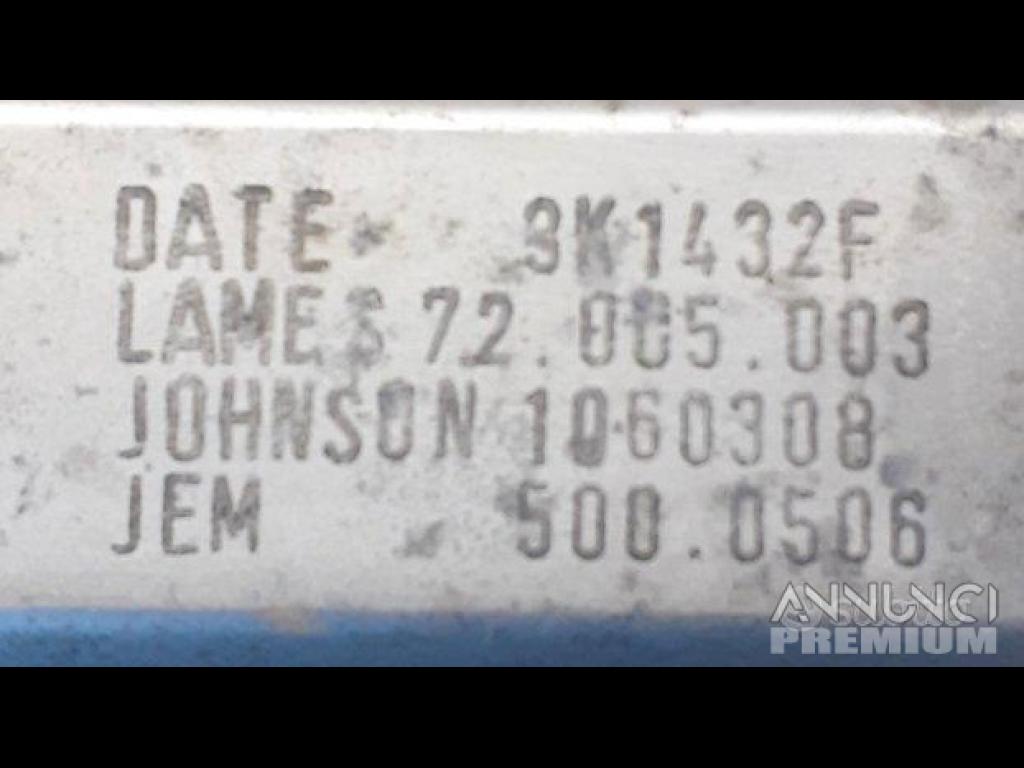 DATE 3K1432F
LAMES 72.005.003
JOHNSON 1060308
JEM 500.0506
ANNUNCI
PREMIUM